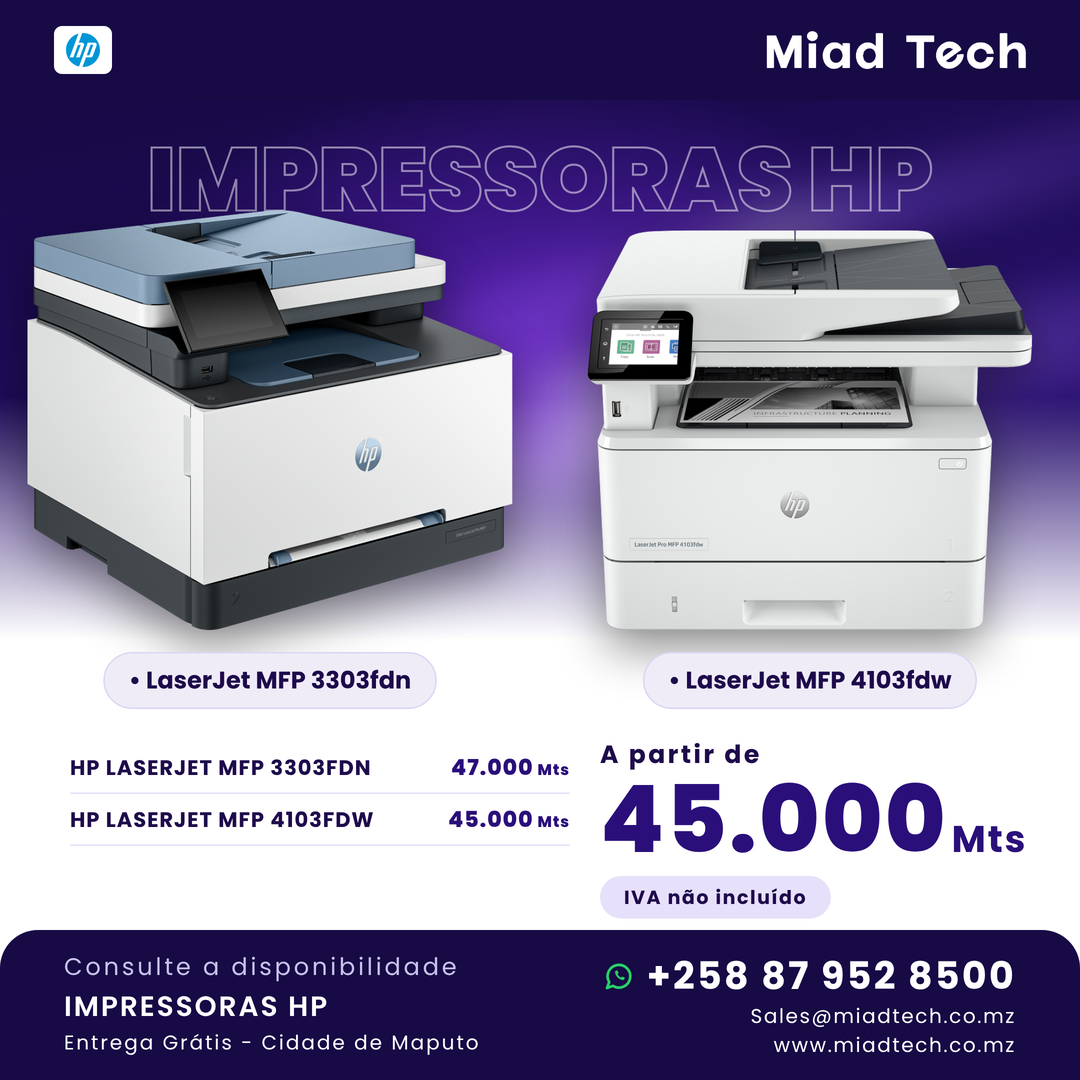 hp
Miad Tech
IMPRESSORAS HP
hp
INFRASTRUCTURE PLANNING
hp
LaserJet Pro MFP 4103fdw
• LaserJet MFP 3303fdn
• LaserJet MFP 4103fdw
HP LASERJET MFP 3303FDN 47.000 Mts
HP LASERJET MFP 4103FDW 45.000 Mts
A partir de
45.000 Mts
IVA não incluído
Consulte a disponibilidade
IMPRESSORAS HP
Entrega Grátis - Cidade de Maputo
+258 87 952 8500
Sales@miadtech.co.mz
www.miadtech.co.mz